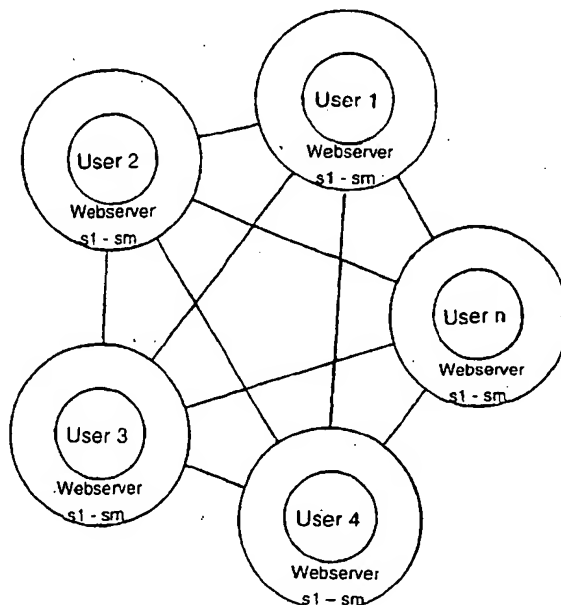 User 1
Webserver
s1 - sm
User 2
Webserver
s1 - sm
User n
Webserver
s1 - sm
User 3
Webserver
s1 - sm
User 4
Webserver
s1 - sm